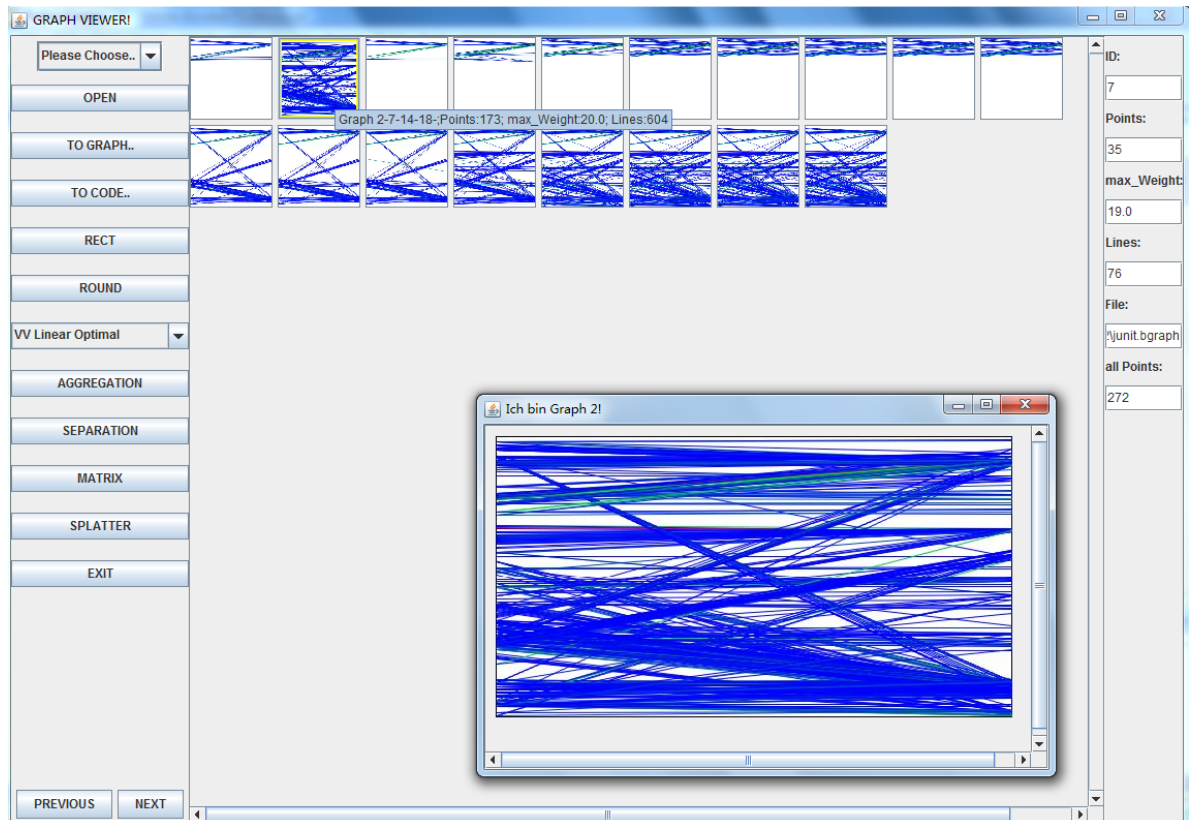 GRAPH VIEWER!
Please Choose..
OPEN
TO GRAPH..
TO CODE..
RECT
ROUND
VV Linear Optimal
AGGREGATION
SEPARATION
MATRIX
SPLATTER
EXIT
PREVIOUS
NEXT
Graph 2-7-14-18-;Points:173; max_Weight:20.0; Lines:604
Ich bin Graph 2!
ID:
7
Points:
35
max_Weight:
19.0
Lines:
76
File:
\junit.bgraph
all Points:
272